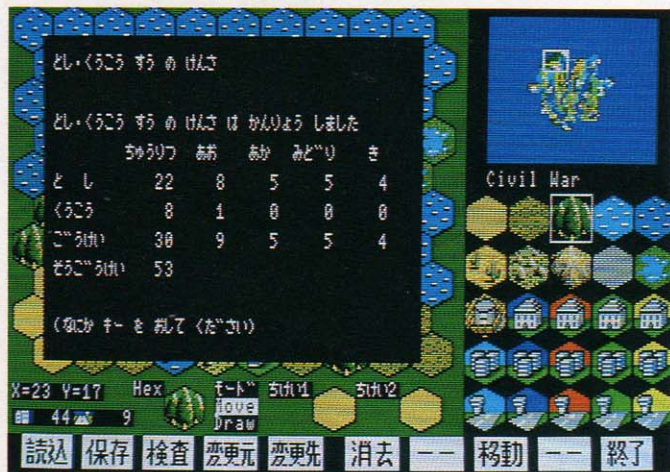 とし・くうこう すう の けんさ
とし・くうこう すう の けんさ は かんりょう しました
ちゅうりつ あお あか みどり き
と し 22 8 5 5 4
くうこう 8 1 0 0 0
ごうけい 30 9 5 5 4
そうごうけい 53
(なにか キー を おして ください)
Civil War
X=23 Y=17 Hex モード ちけい1 ちけい2
Move
44 9 Draw
読込 保存 検査 変更元 変更先 消去 -- 移動 -- 終了